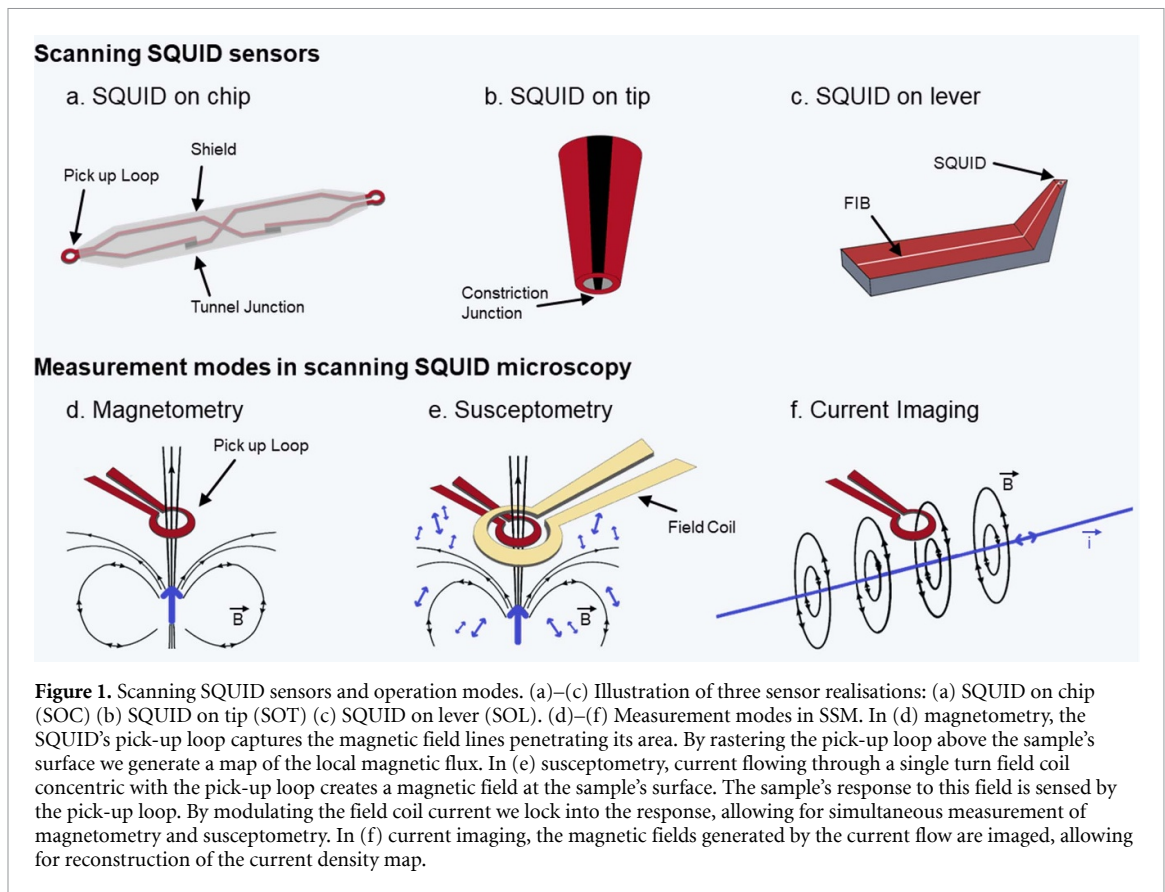 Scanning SQUID sensors
a. SQUID on chip
b. SQUID on tip
c. SQUID on lever
Shield
Pick up Loop
Tunnel Junction
Constriction
Junction
SQUID
FIB
Measurement modes in scanning SQUID microscopy
d. Magnetometry
e. Susceptometry
f. Current Imaging
Pick up Loop
B
Field Coil
B
B
i
Figure 1. Scanning SQUID sensors and operation modes. (a)–(c) Illustration of three sensor realisations: (a) SQUID on chip
(SOC) (b) SQUID on tip (SOT) (c) SQUID on lever (SOL). (d)–(f) Measurement modes in SSM. In (d) magnetometry, the
SQUID's pick-up loop captures the magnetic field lines penetrating its area. By rastering the pick-up loop above the sample's
surface we generate a map of the local magnetic flux. In (e) susceptometry, current flowing through a single turn field coil
concentric with the pick-up loop creates a magnetic field at the sample's surface. The sample's response to this field is sensed by
the pick-up loop. By modulating the field coil current we lock into the response, allowing for simultaneous measurement of
magnetometry and susceptometry. In (f) current imaging, the magnetic fields generated by the current flow are imaged, allowing
for reconstruction of the current density map.